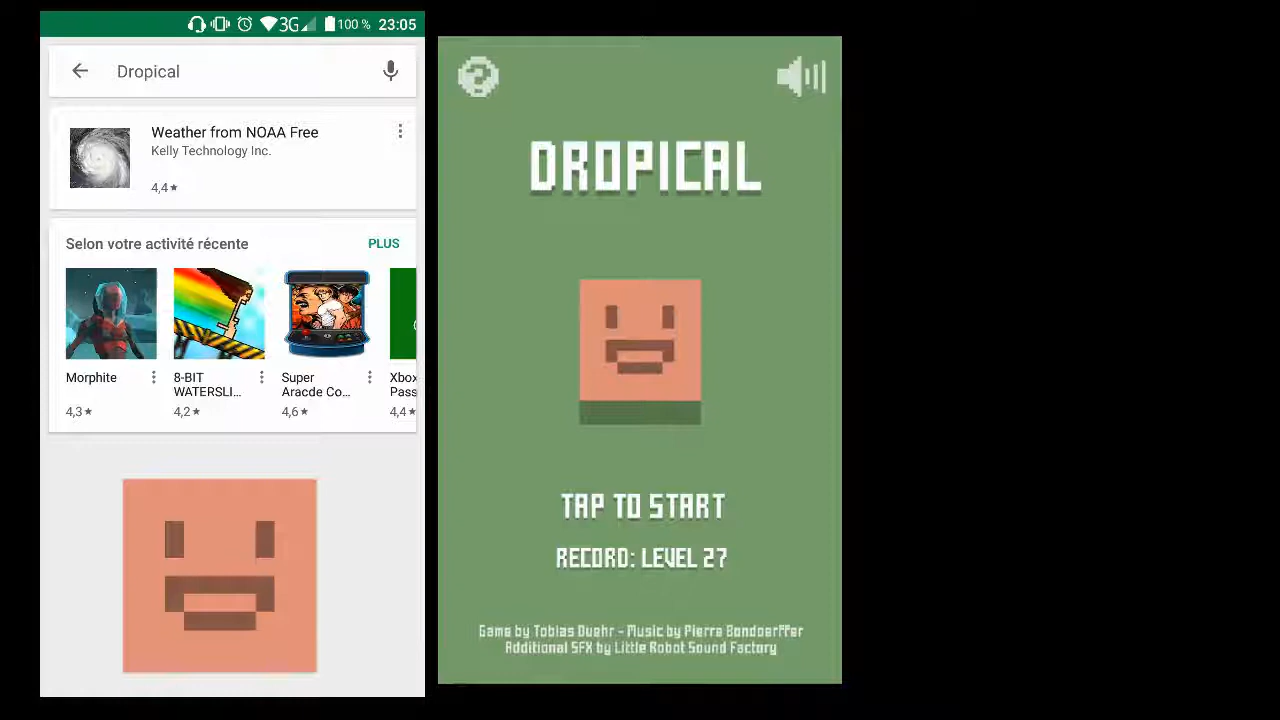 3G 100 % 23:05
Dropical
Weather from NOAA Free
Kelly Technology Inc.
4,4★
Selon votre activité récente PLUS
Morphite
4,3★
8-BIT
WATERSLI...
4,2★
Super
Aracde Co...
4,6★
Xbox
Pass
4,4★
DROPICAL
TAP TO START
RECORD: LEVEL 27
Game by Tobias Duehr - Music by Pierre Bondoerffer
Additional SFX by Little Robot Sound Factory